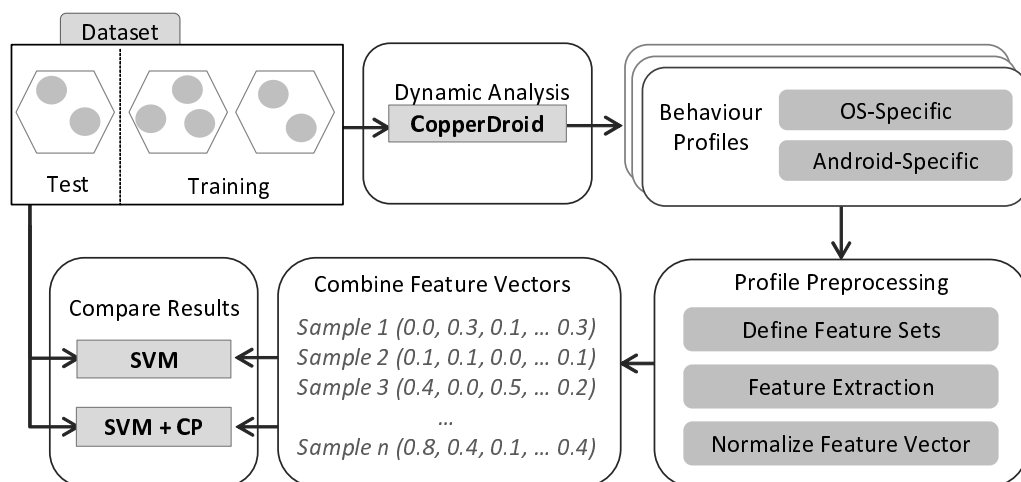 Dataset
Test
Training
Dynamic Analysis
CopperDroid
Behaviour
Profiles
OS-Specific
Android-Specific
Compare Results
SVM
SVM + CP
Combine Feature Vectors
Sample 1 (0.0, 0.3, 0.1, ... 0.3)
Sample 2 (0.1, 0.1, 0.0, ... 0.1)
Sample 3 (0.4, 0.0, 0.5, ... 0.2)
...
Sample n (0.8, 0.4, 0.1, ... 0.4)
Profile Preprocessing
Define Feature Sets
Feature Extraction
Normalize Feature Vector